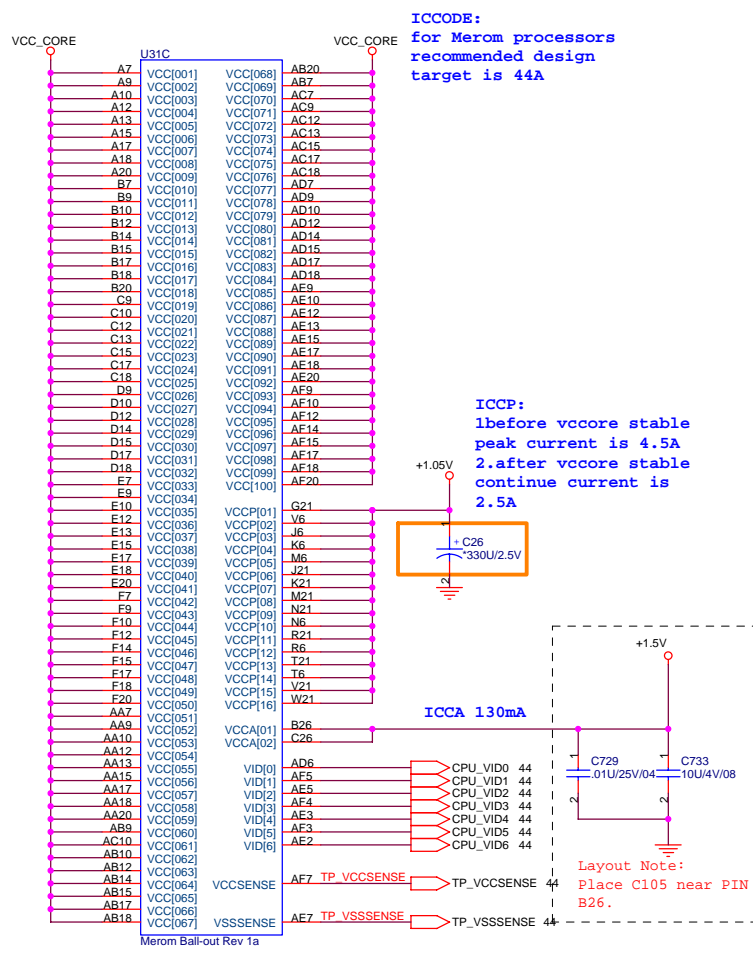 ICCODE:
for Merom processors
recommended design
target is 44A
VCC_CORE VCC_CORE
U31C
A7 VCC[001] VCC[068] AB20
A9 VCC[002] VCC[069] AB7
A10 VCC[003] VCC[070] AC7
A12 VCC[004] VCC[071] AC9
A13 VCC[005] VCC[072] AC12
A15 VCC[006] VCC[073] AC13
A17 VCC[007] VCC[074] AC15
A18 VCC[008] VCC[075] AC17
A20 VCC[009] VCC[076] AC18
B7 VCC[010] VCC[077] AD7
B9 VCC[011] VCC[078] AD9
B10 VCC[012] VCC[079] AD10
B12 VCC[013] VCC[080] AD12
B14 VCC[014] VCC[081] AD14
B15 VCC[015] VCC[082] AD15
B17 VCC[016] VCC[083] AD17
B18 VCC[017] VCC[084] AD18
B20 VCC[018] VCC[085] AE9
C9 VCC[019] VCC[086] AE10
C10 VCC[020] VCC[087] AE12
C12 VCC[021] VCC[088] AE13
C13 VCC[022] VCC[089] AE15
C15 VCC[023] VCC[090] AE17
C17 VCC[024] VCC[091] AE18
C18 VCC[025] VCC[092] AE20
D9 VCC[026] VCC[093] AF9
D10 VCC[027] VCC[094] AF10
D12 VCC[028] VCC[095] AF12
D14 VCC[029] VCC[096] AF14
D15 VCC[030] VCC[097] AF15
D17 VCC[031] VCC[098] AF17
D18 VCC[032] VCC[099] AF18
E7 VCC[033] VCC[100] AF20
E9 VCC[034]
E10 VCC[035] VCCP[01] G21
E12 VCC[036] VCCP[02] V6
E13 VCC[037] VCCP[03] J6
E15 VCC[038] VCCP[04] K6
E17 VCC[039] VCCP[05] M6
E18 VCC[040] VCCP[06] J21
E20 VCC[041] VCCP[07] K21
F7 VCC[042] VCCP[08] M21
F9 VCC[043] VCCP[09] N21
F10 VCC[044] VCCP[10] N6
F12 VCC[045] VCCP[11] R21
F14 VCC[046] VCCP[12] R6
F15 VCC[047] VCCP[13] T21
F17 VCC[048] VCCP[14] T6
F18 VCC[049] VCCP[15] V21
F20 VCC[050] VCCP[16] W21
AA7 VCC[051]
AA9 VCC[052] VCCA[01] B26
AA10 VCC[053] VCCA[02] C26
AA12 VCC[054]
AA13 VCC[055] VID[0] AD6 CPU_VID0 44
AA15 VCC[056] VID[1] AF5 CPU_VID1 44
AA17 VCC[057] VID[2] AE5 CPU_VID2 44
AA18 VCC[058] VID[3] AF4 CPU_VID3 44
AA20 VCC[059] VID[4] AE3 CPU_VID4 44
AB9 VCC[060] VID[5] AF3 CPU_VID5 44
AC10 VCC[061] VID[6] AE2 CPU_VID6 44
AB10 VCC[062]
AB12 VCC[063]
AB14 VCC[064] VCCSENSE AF7 TP_VCCSENSE TP_VCCSENSE 44
AB15 VCC[065]
AB17 VCC[066]
AB18 VCC[067] VSSSENSE AE7 TP_VSSSENSE TP_VSSSENSE 44
Merom Ball-out Rev 1a
ICCP:
1before vccore stable
peak current is 4.5A
2.after vccore stable
continue current is
2.5A
+1.05V
1
+ C26
*330U/2.5V
2
ICCA 130mA
+1.5V
1 1
C729 C733
.01U/25V/04 10U/4V/08
2 2
Layout Note:
Place C105 near PIN
B26.